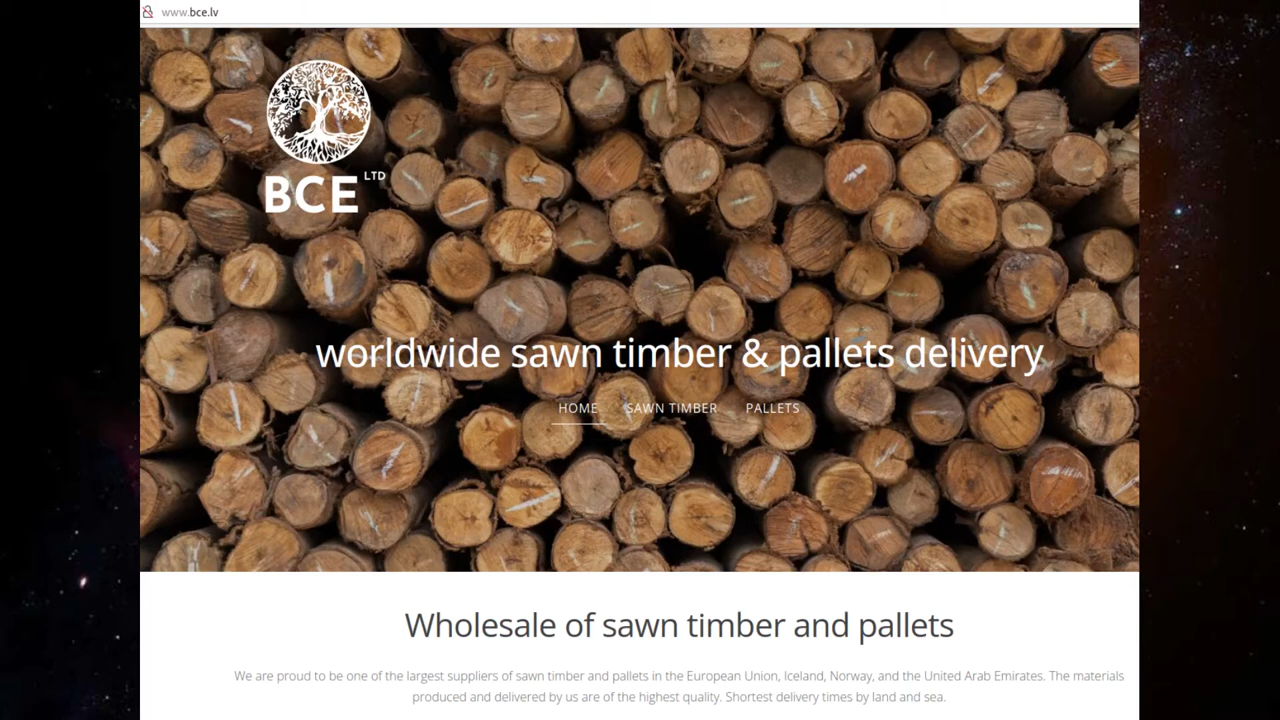 www.bce.lv
BCE LTD
worldwide sawn timber & pallets delivery
HOME SAWN TIMBER PALLETS
Wholesale of sawn timber and pallets
We are proud to be one of the largest suppliers of sawn timber and pallets in the European Union, Iceland, Norway, and the United Arab Emirates. The materials
produced and delivered by us are of the highest quality. Shortest delivery times by land and sea.